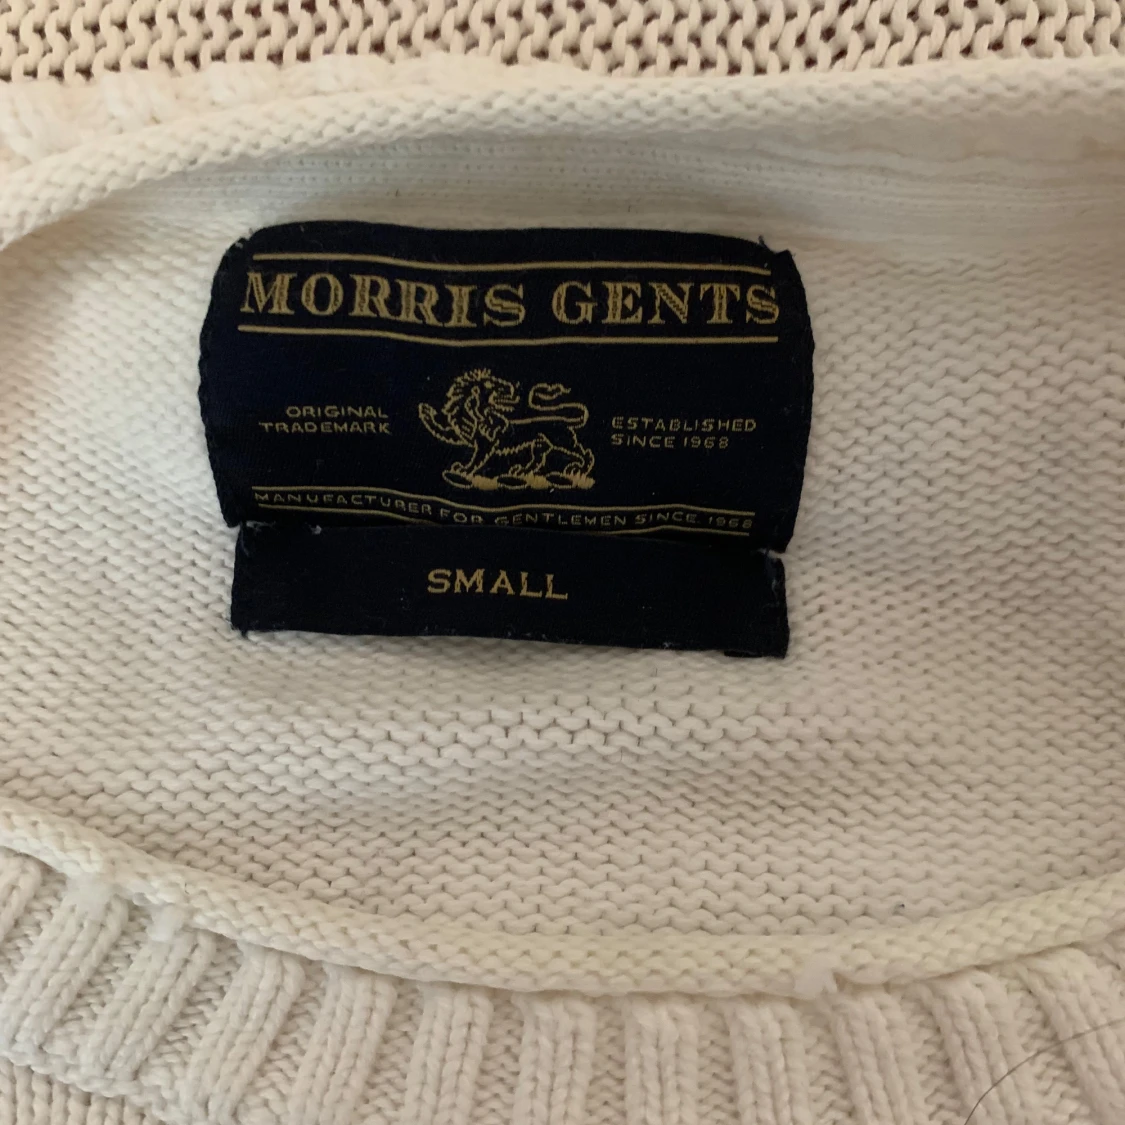 MORRIS GENTS
ORIGINAL
TRADEMARK
ESTABLISHED
SINCE 1968
MANUFACTURER FOR GENTLEMEN SINCE 1968
SMALL